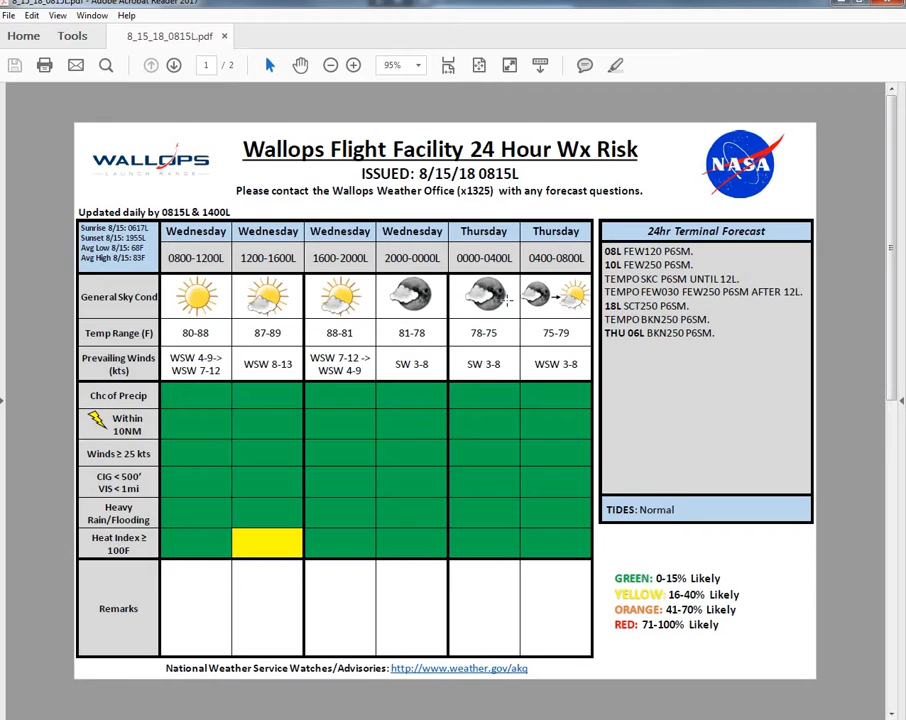 8_15_18_0815L.pdf - Adobe Acrobat Reader 2017
File Edit View Window Help
Home Tools 8_15_18_0815L.pdf ×
1 / 2 95%
WALLOPS
LAUNCH RANGE
Wallops Flight Facility 24 Hour Wx Risk
ISSUED: 8/15/18 0815L
Please contact the Wallops Weather Office (x1325) with any forecast questions.
NASA
Updated daily by 0815L & 1400L
Sunrise 8/15: 0617L
Sunset 8/15: 1955L
Avg Low 8/15: 68F
Avg High 8/15: 83F
Wednesday Wednesday Wednesday Wednesday Thursday Thursday
0800-1200L 1200-1600L 1600-2000L 2000-0000L 0000-0400L 0400-0800L
General Sky Cond
Temp Range (F) 80-88 87-89 88-81 81-78 78-75 75-79
Prevailing Winds (kts) WSW 4-9-> WSW 7-12 WSW 8-13 WSW 7-12 -> WSW 4-9 SW 3-8 SW 3-8 WSW 3-8
Chc of Precip
Within
10NM
Winds ≥ 25 kts
CIG < 500'
VIS < 1mi
Heavy
Rain/Flooding
Heat Index ≥
100F
Remarks
24hr Terminal Forecast
08L FEW120 P6SM.
10L FEW250 P6SM.
TEMPO SKC P6SM UNTIL 12L.
TEMPO FEW030 FEW250 P6SM AFTER 12L.
18L SCT250 P6SM.
TEMPO BKN250 P6SM.
THU 06L BKN250 P6SM.
TIDES: Normal
GREEN: 0-15% Likely
YELLOW: 16-40% Likely
ORANGE: 41-70% Likely
RED: 71-100% Likely
National Weather Service Watches/Advisories: http://www.weather.gov/akq